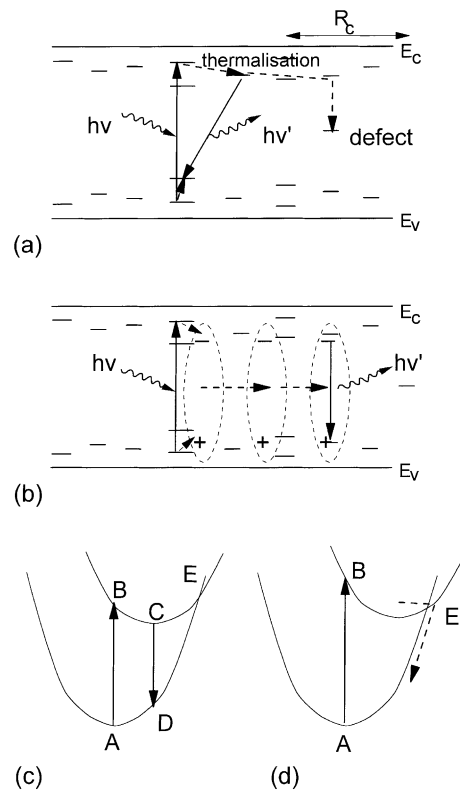 R_c
E_c
thermalisation
hν
hν'
defect
E_v
(a)
E_c
hν
hν'
+ + +
E_v
(b)
B C E
A D
(c)
B
E
A
(d)